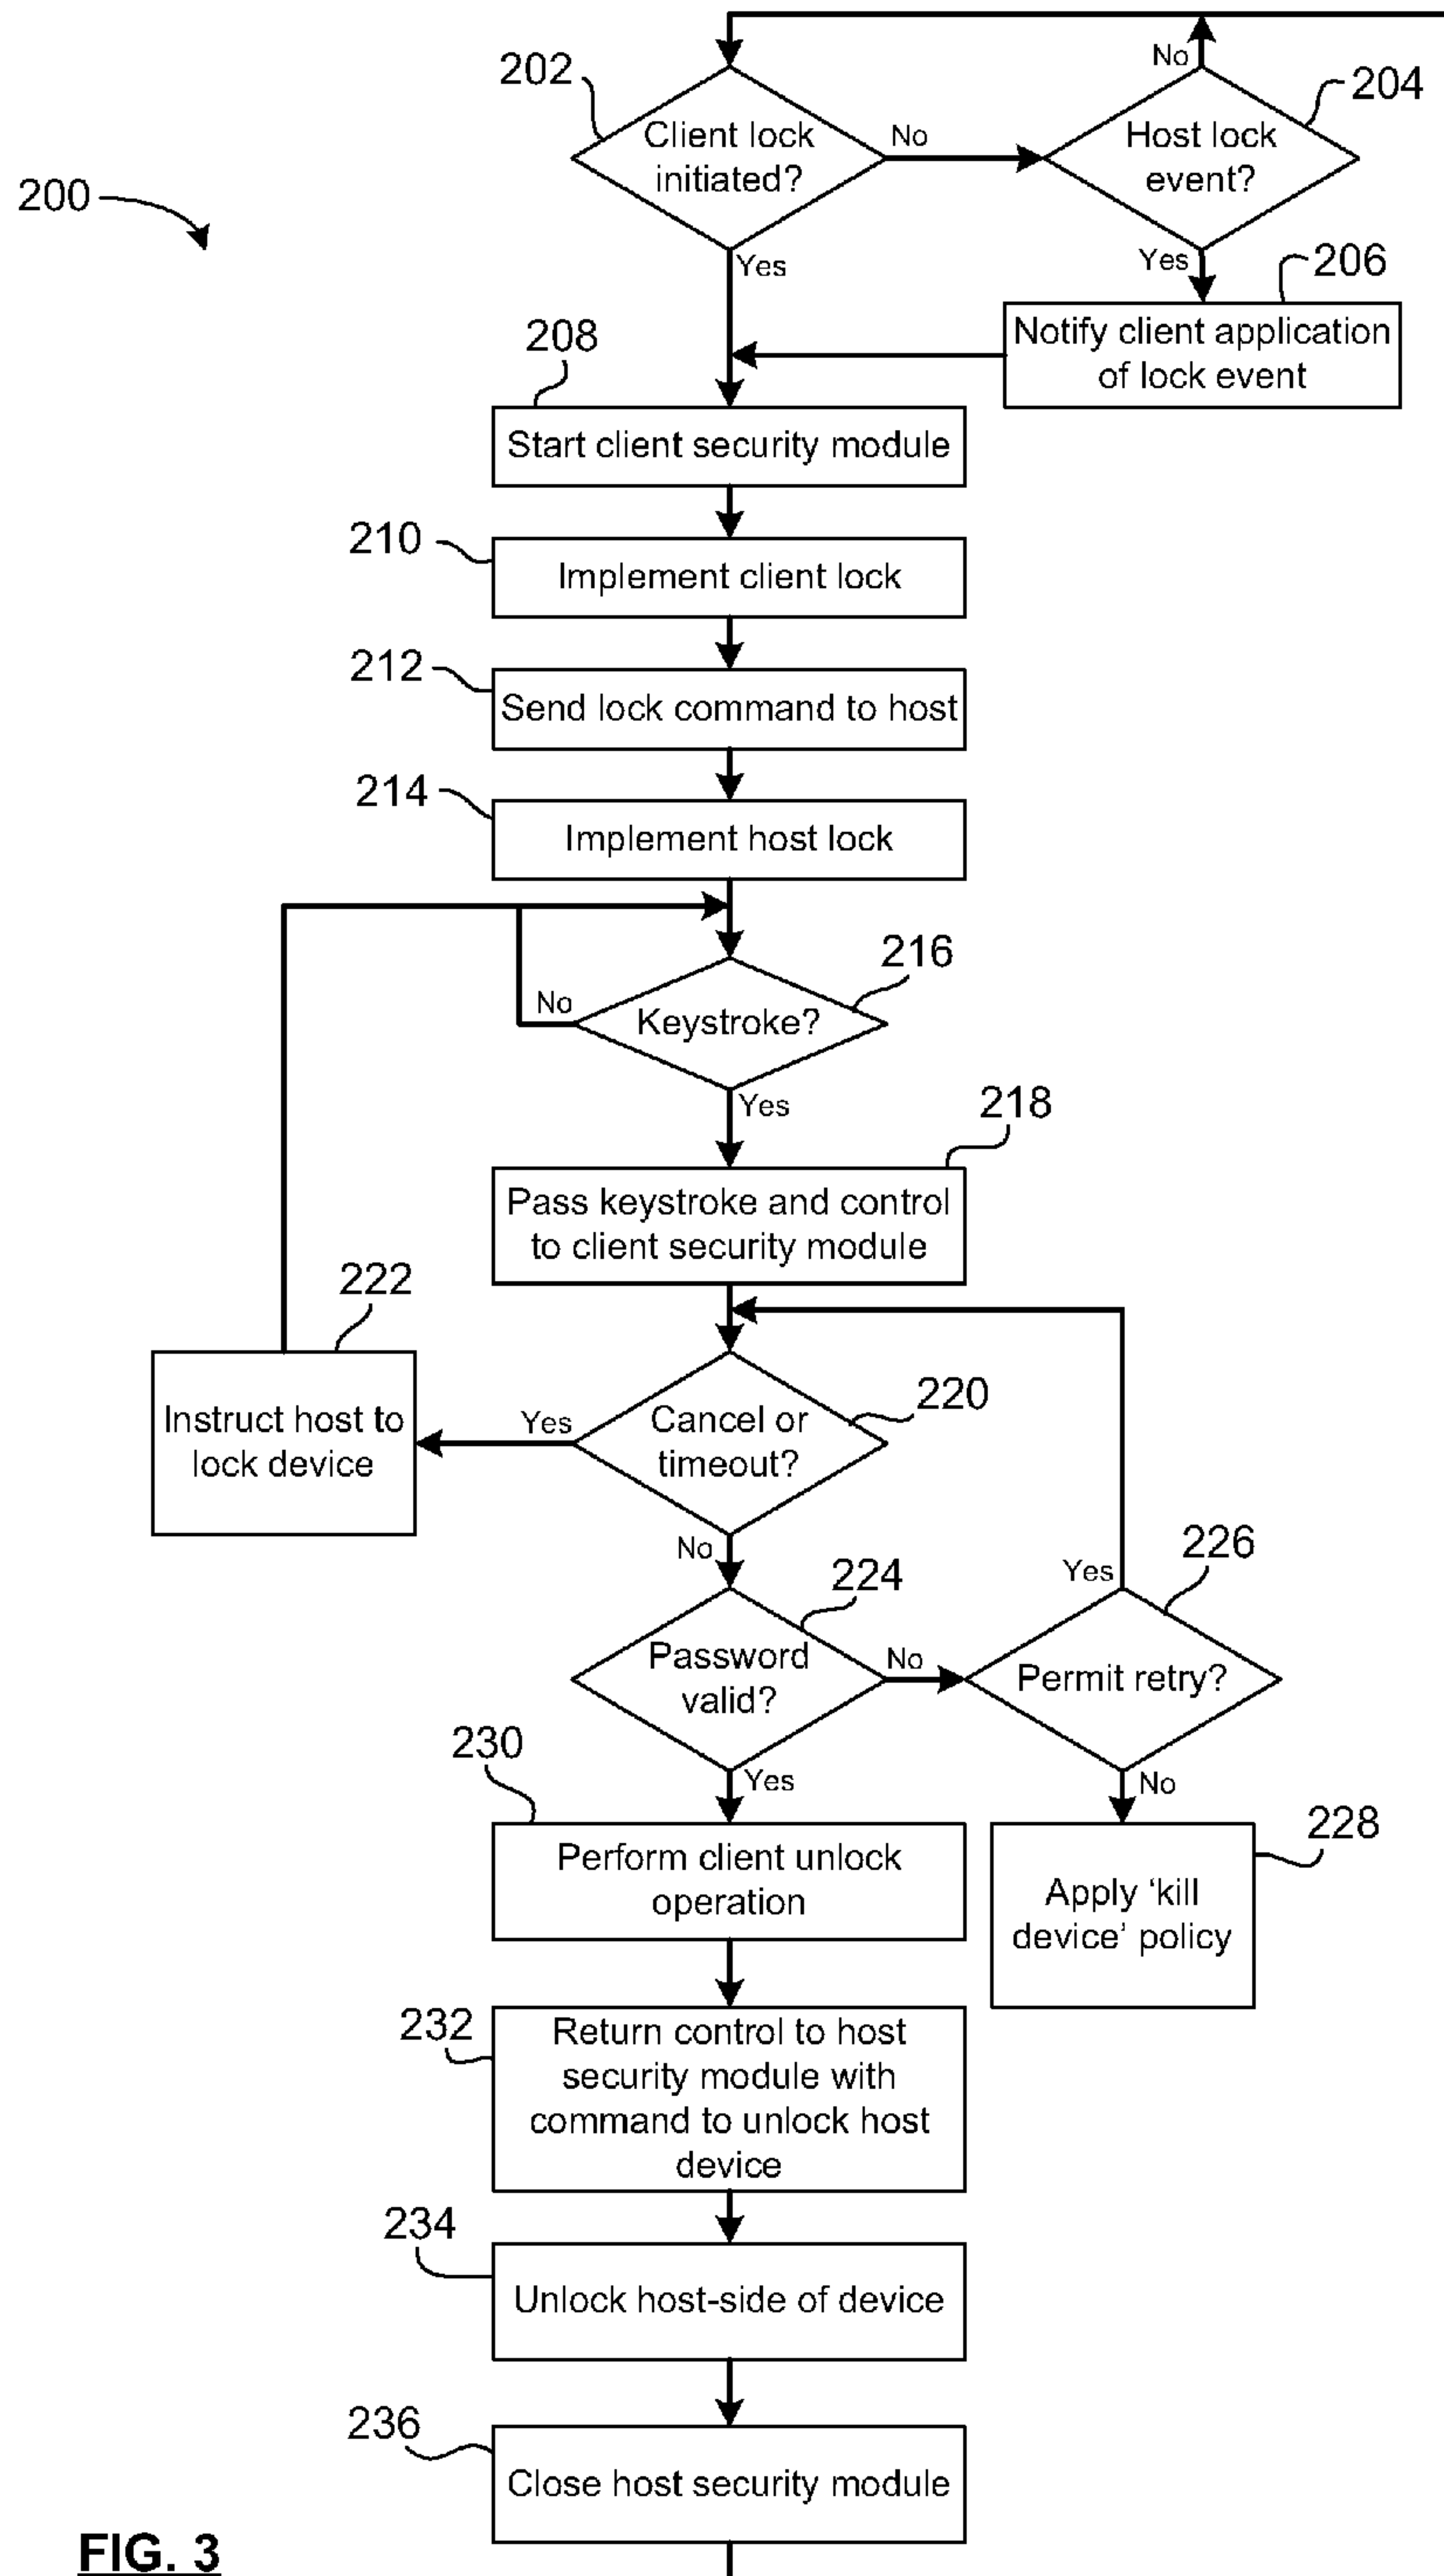 202
Client lock
initiated?
No
No
Host lock
event?
204
200
Yes
Yes
206
Notify client application
of lock event
208
Start client security module
210
Implement client lock
212
Send lock command to host
214
Implement host lock
216
No
Keystroke?
Yes
218
Pass keystroke and control
to client security module
222
Instruct host to
lock device
Yes
Cancel or
timeout?
220
No
224
Password
valid?
No
226
Yes
Permit retry?
230
Yes
No
Perform client unlock
operation
228
Apply ‘kill
device’ policy
232
Return control to host
security module with
command to unlock host
device
234
Unlock host-side of device
236
Close host security module
FIG. 3